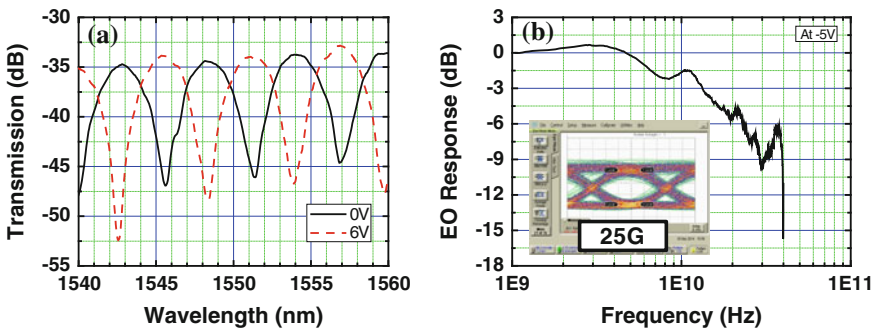 (a)
Transmission (dB)
-30
-35
-40
-45
-50
-55
0V
6V
1540
1545
1550
1555
1560
Wavelength (nm)
(b)
At -5V
EO Response (dB)
3
0
-3
-6
-9
-12
-15
-18
25G
1E9
1E10
1E11
Frequency (Hz)